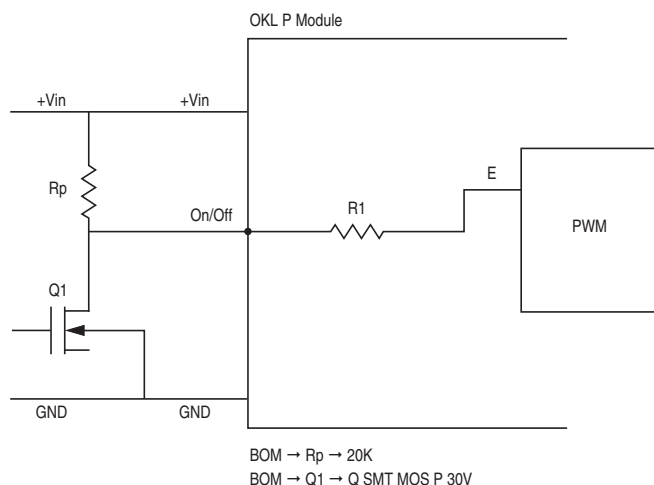 OKL P Module
+Vin +Vin
E
Rp
R1
On/Off
PWM
Q1
GND GND
BOM → Rp → 20K
BOM → Q1 → Q SMT MOS P 30V